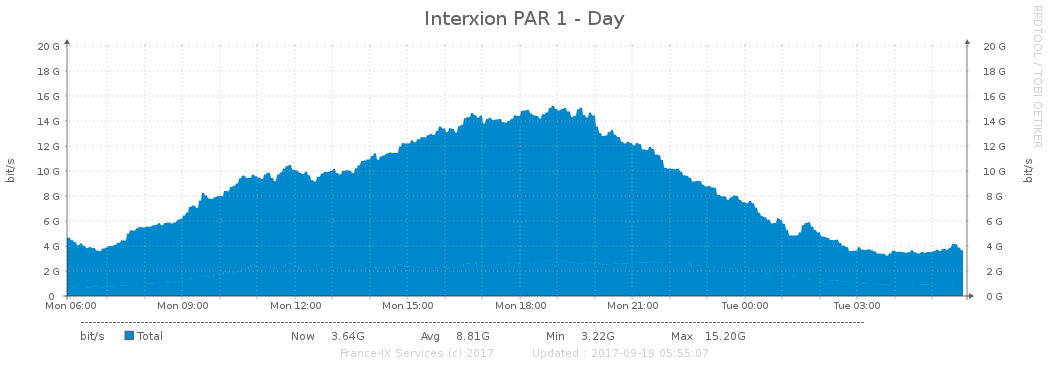 Interxion PAR 1 - Day
RRDTOOL / TOBI OETIKER
20 G 20 G
18 G 18 G
16 G 16 G
14 G 14 G
12 G 12 G
10 G 10 G
8 G 8 G
6 G 6 G
4 G 4 G
2 G 2 G
0 0 G
bit/s
bit/s
Mon 06:00 Mon 09:00 Mon 12:00 Mon 15:00 Mon 18:00 Mon 21:00 Tue 00:00 Tue 03:00
bit/s Total Now 3.64G Avg 8.81G Min 3.22G Max 15.20G
France-IX Services (c) 2017 Updated : 2017-09-19 05:55:07